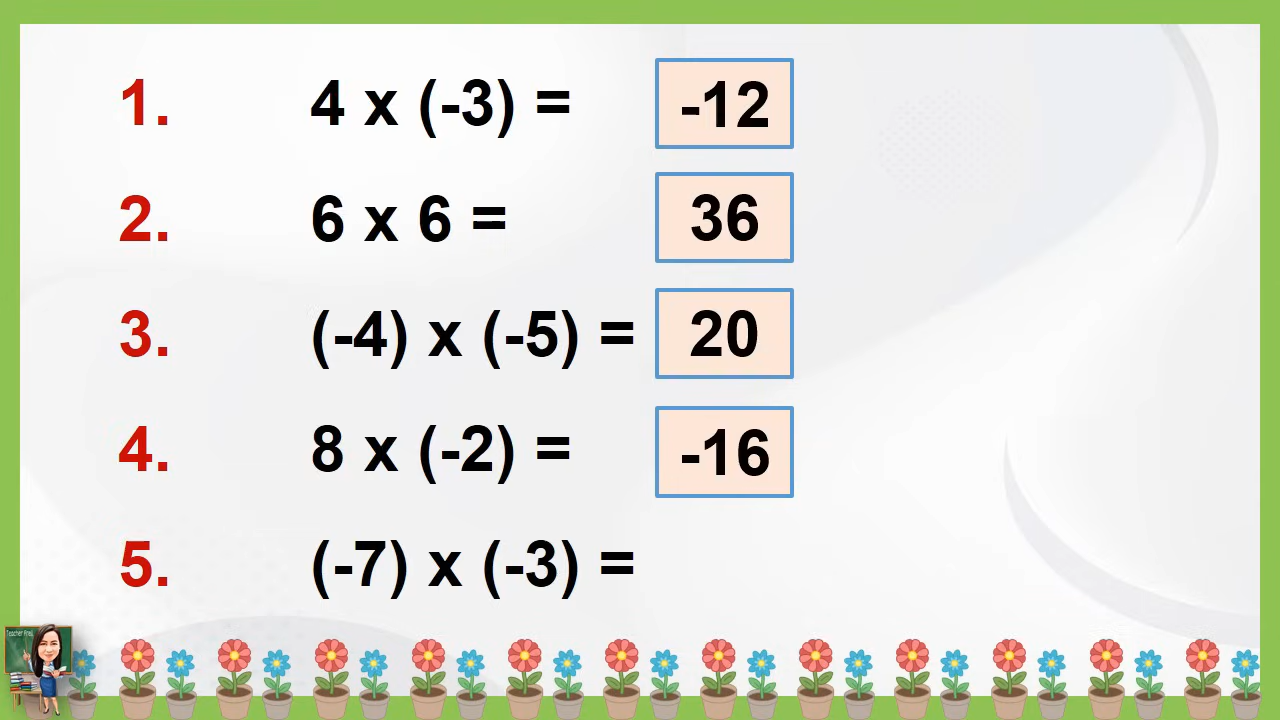 1. 4 x (-3) = -12
2. 6 x 6 = 36
3. (-4) x (-5) = 20
4. 8 x (-2) = -16
5. (-7) x (-3) =